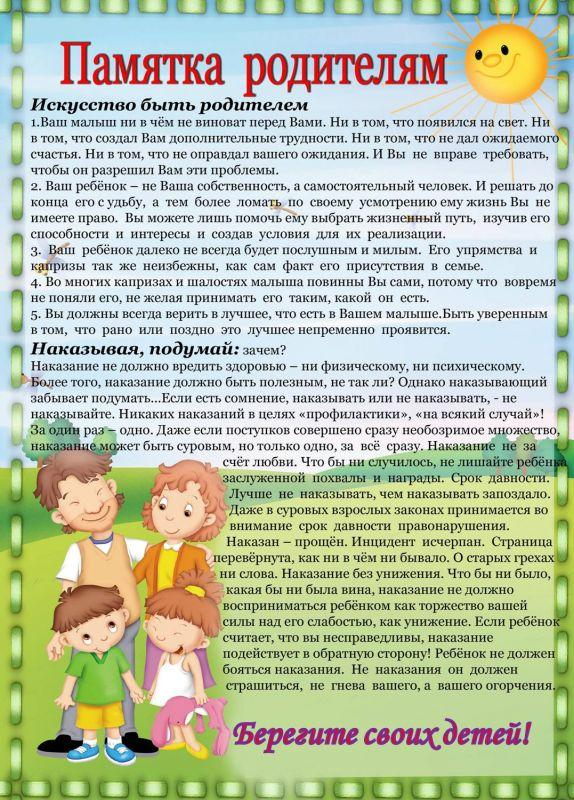 Памятка родителям
Искусство быть родителем
1.Ваш малыш ни в чём не виноват перед Вами. Ни в том, что появился на свет. Ни
в том, что создал Вам дополнительные трудности. Ни в том, что не дал ожидаемого
счастья. Ни в том, что не оправдал вашего ожидания. И Вы не вправе требовать,
чтобы он разрешил Вам эти проблемы.
2. Ваш ребёнок – не Ваша собственность, а самостоятельный человек. И решать до
конца его судьбу, а тем более ломать по своему усмотрению ему жизнь Вы не
имеете право. Вы можете лишь помочь ему выбрать жизненный путь, изучив его
способности и интересы и создав условия для их реализации.
3. Ваш ребёнок далеко не всегда будет послушным и милым. Его упрямства и
капризы так же неизбежны, как сам факт его присутствия в семье.
4. Во многих капризах и шалостях малыша повинны Вы сами, потому что вовремя
не поняли его, не желая принимать его таким, какой он есть.
5. Вы должны всегда верить в лучшее, что есть в Вашем малыше.Быть уверенным
в том, что рано или поздно это лучшее непременно проявится.
Наказывая, подумай: зачем?
Наказание не должно вредить здоровью – ни физическому, ни психическому.
Более того, наказание должно быть полезным, не так ли? Однако наказывающий
забывает подумать...Если есть сомнение, наказывать или не наказывать, - не
наказывайте. Никаких наказаний в целях «профилактики», «на всякий случай»!
За один раз – одно. Даже если поступков совершено сразу необозримое множество,
наказание может быть суровым, но только одно, за всё сразу. Наказание не за
счёт любви. Что бы ни случилось, не лишайте ребёнка
заслуженной похвалы и награды. Срок давности.
Лучше не наказывать, чем наказывать запоздало.
Даже в суровых взрослых законах принимается во
внимание срок давности правонарушения.
Наказан – прощён. Инцидент исчерпан. Страница
перевёрнута, как ни в чём ни бывало. О старых грехах
ни слова. Наказание без унижения. Что бы ни было,
какая бы ни была вина, наказание не должно
восприниматься ребёнком как торжество вашей
силы над его слабостью, как унижение. Если ребёнок
считает, что вы несправедливы, наказание
подействует в обратную сторону! Ребёнок не должен
бояться наказания. Не наказания он должен
страшиться, не гнева вашего, а вашего огорчения.
Берегите своих детей!